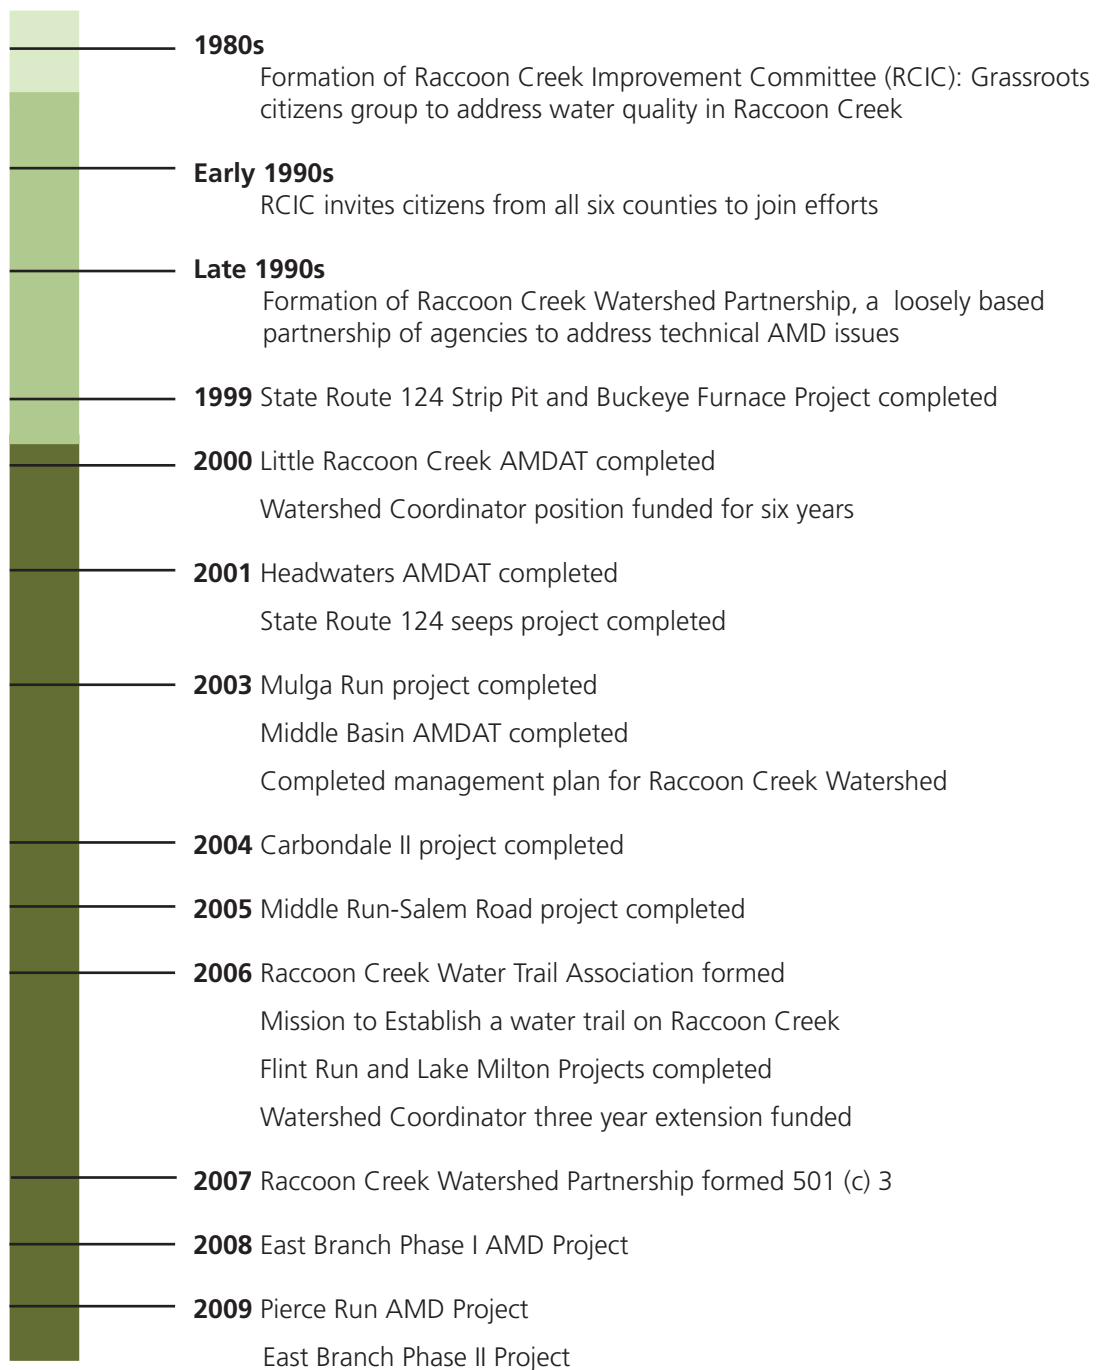 1980s
Formation of Raccoon Creek Improvement Committee (RCIC): Grassroots
citizens group to address water quality in Raccoon Creek
Early 1990s
RCIC invites citizens from all six counties to join efforts
Late 1990s
Formation of Raccoon Creek Watershed Partnership, a loosely based
partnership of agencies to address technical AMD issues
1999 State Route 124 Strip Pit and Buckeye Furnace Project completed
2000 Little Raccoon Creek AMDAT completed
Watershed Coordinator position funded for six years
2001 Headwaters AMDAT completed
State Route 124 seeps project completed
2003 Mulga Run project completed
Middle Basin AMDAT completed
Completed management plan for Raccoon Creek Watershed
2004 Carbondale II project completed
2005 Middle Run-Salem Road project completed
2006 Raccoon Creek Water Trail Association formed
Mission to Establish a water trail on Raccoon Creek
Flint Run and Lake Milton Projects completed
Watershed Coordinator three year extension funded
2007 Raccoon Creek Watershed Partnership formed 501 (c) 3
2008 East Branch Phase I AMD Project
2009 Pierce Run AMD Project
East Branch Phase II Project